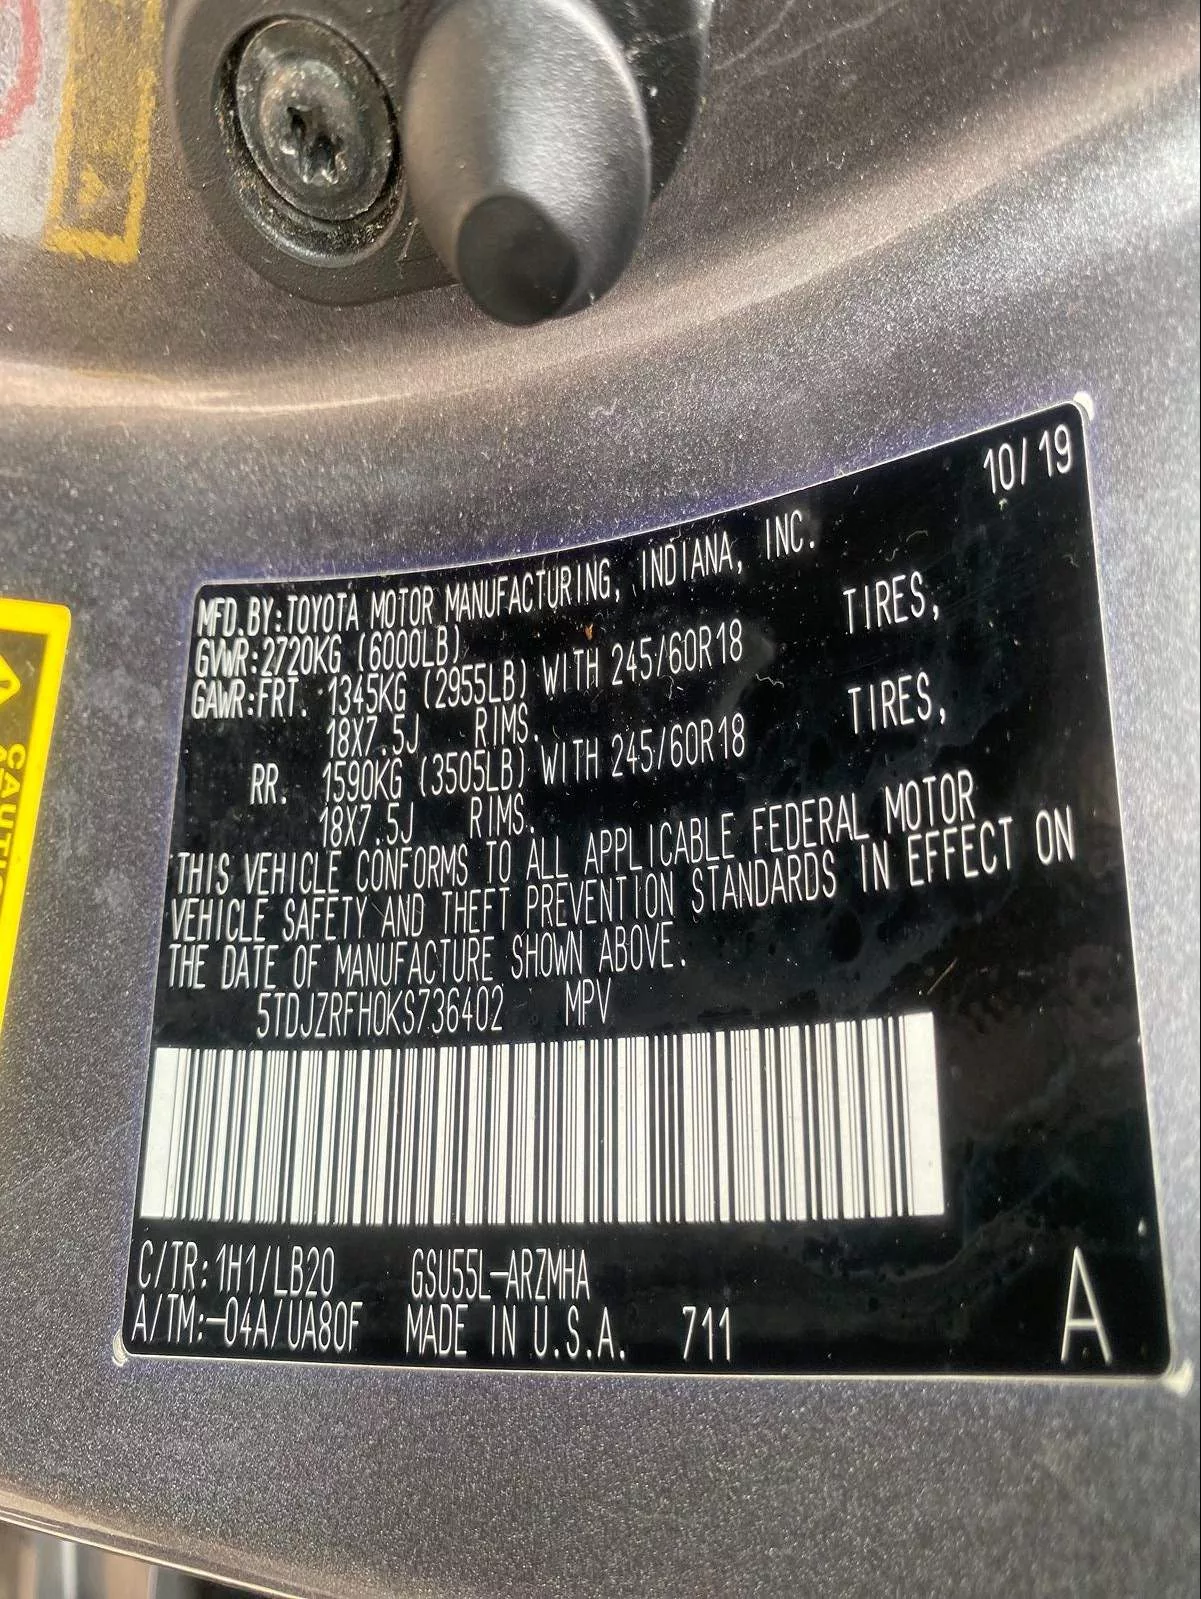 10/19
MFD.BY:TOYOTA MOTOR MANUFACTURING, INDIANA, INC.
GVWR:2720KG (6000LB)
GAWR:FRT. 1345KG (2955LB) WITH 245/60R18 TIRES,
18X7.5J RIMS.
RR. 1590KG (3505LB) WITH 245/60R18 TIRES,
18X7.5J RIMS.
THIS VEHICLE CONFORMS TO ALL APPLICABLE FEDERAL MOTOR
VEHICLE SAFETY AND THEFT PREVENTION STANDARDS IN EFFECT ON
THE DATE OF MANUFACTURE SHOWN ABOVE.
5TDJZRFH0KS736402 MPV
C/TR:1H1/LB20 GSU55L-ARZMHA
A/TM:-04A/UA80F MADE IN U.S.A. 711
A